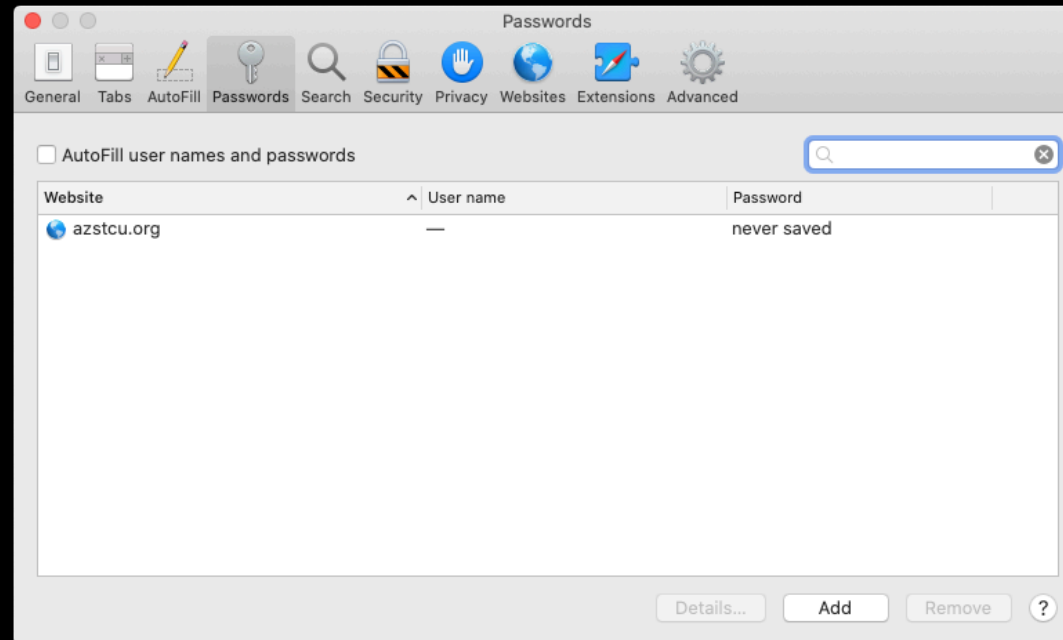 Passwords
General Tabs AutoFill Passwords Search Security Privacy Websites Extensions Advanced
AutoFill user names and passwords
Website User name Password
azstcu.org — never saved
Details... Add Remove ?